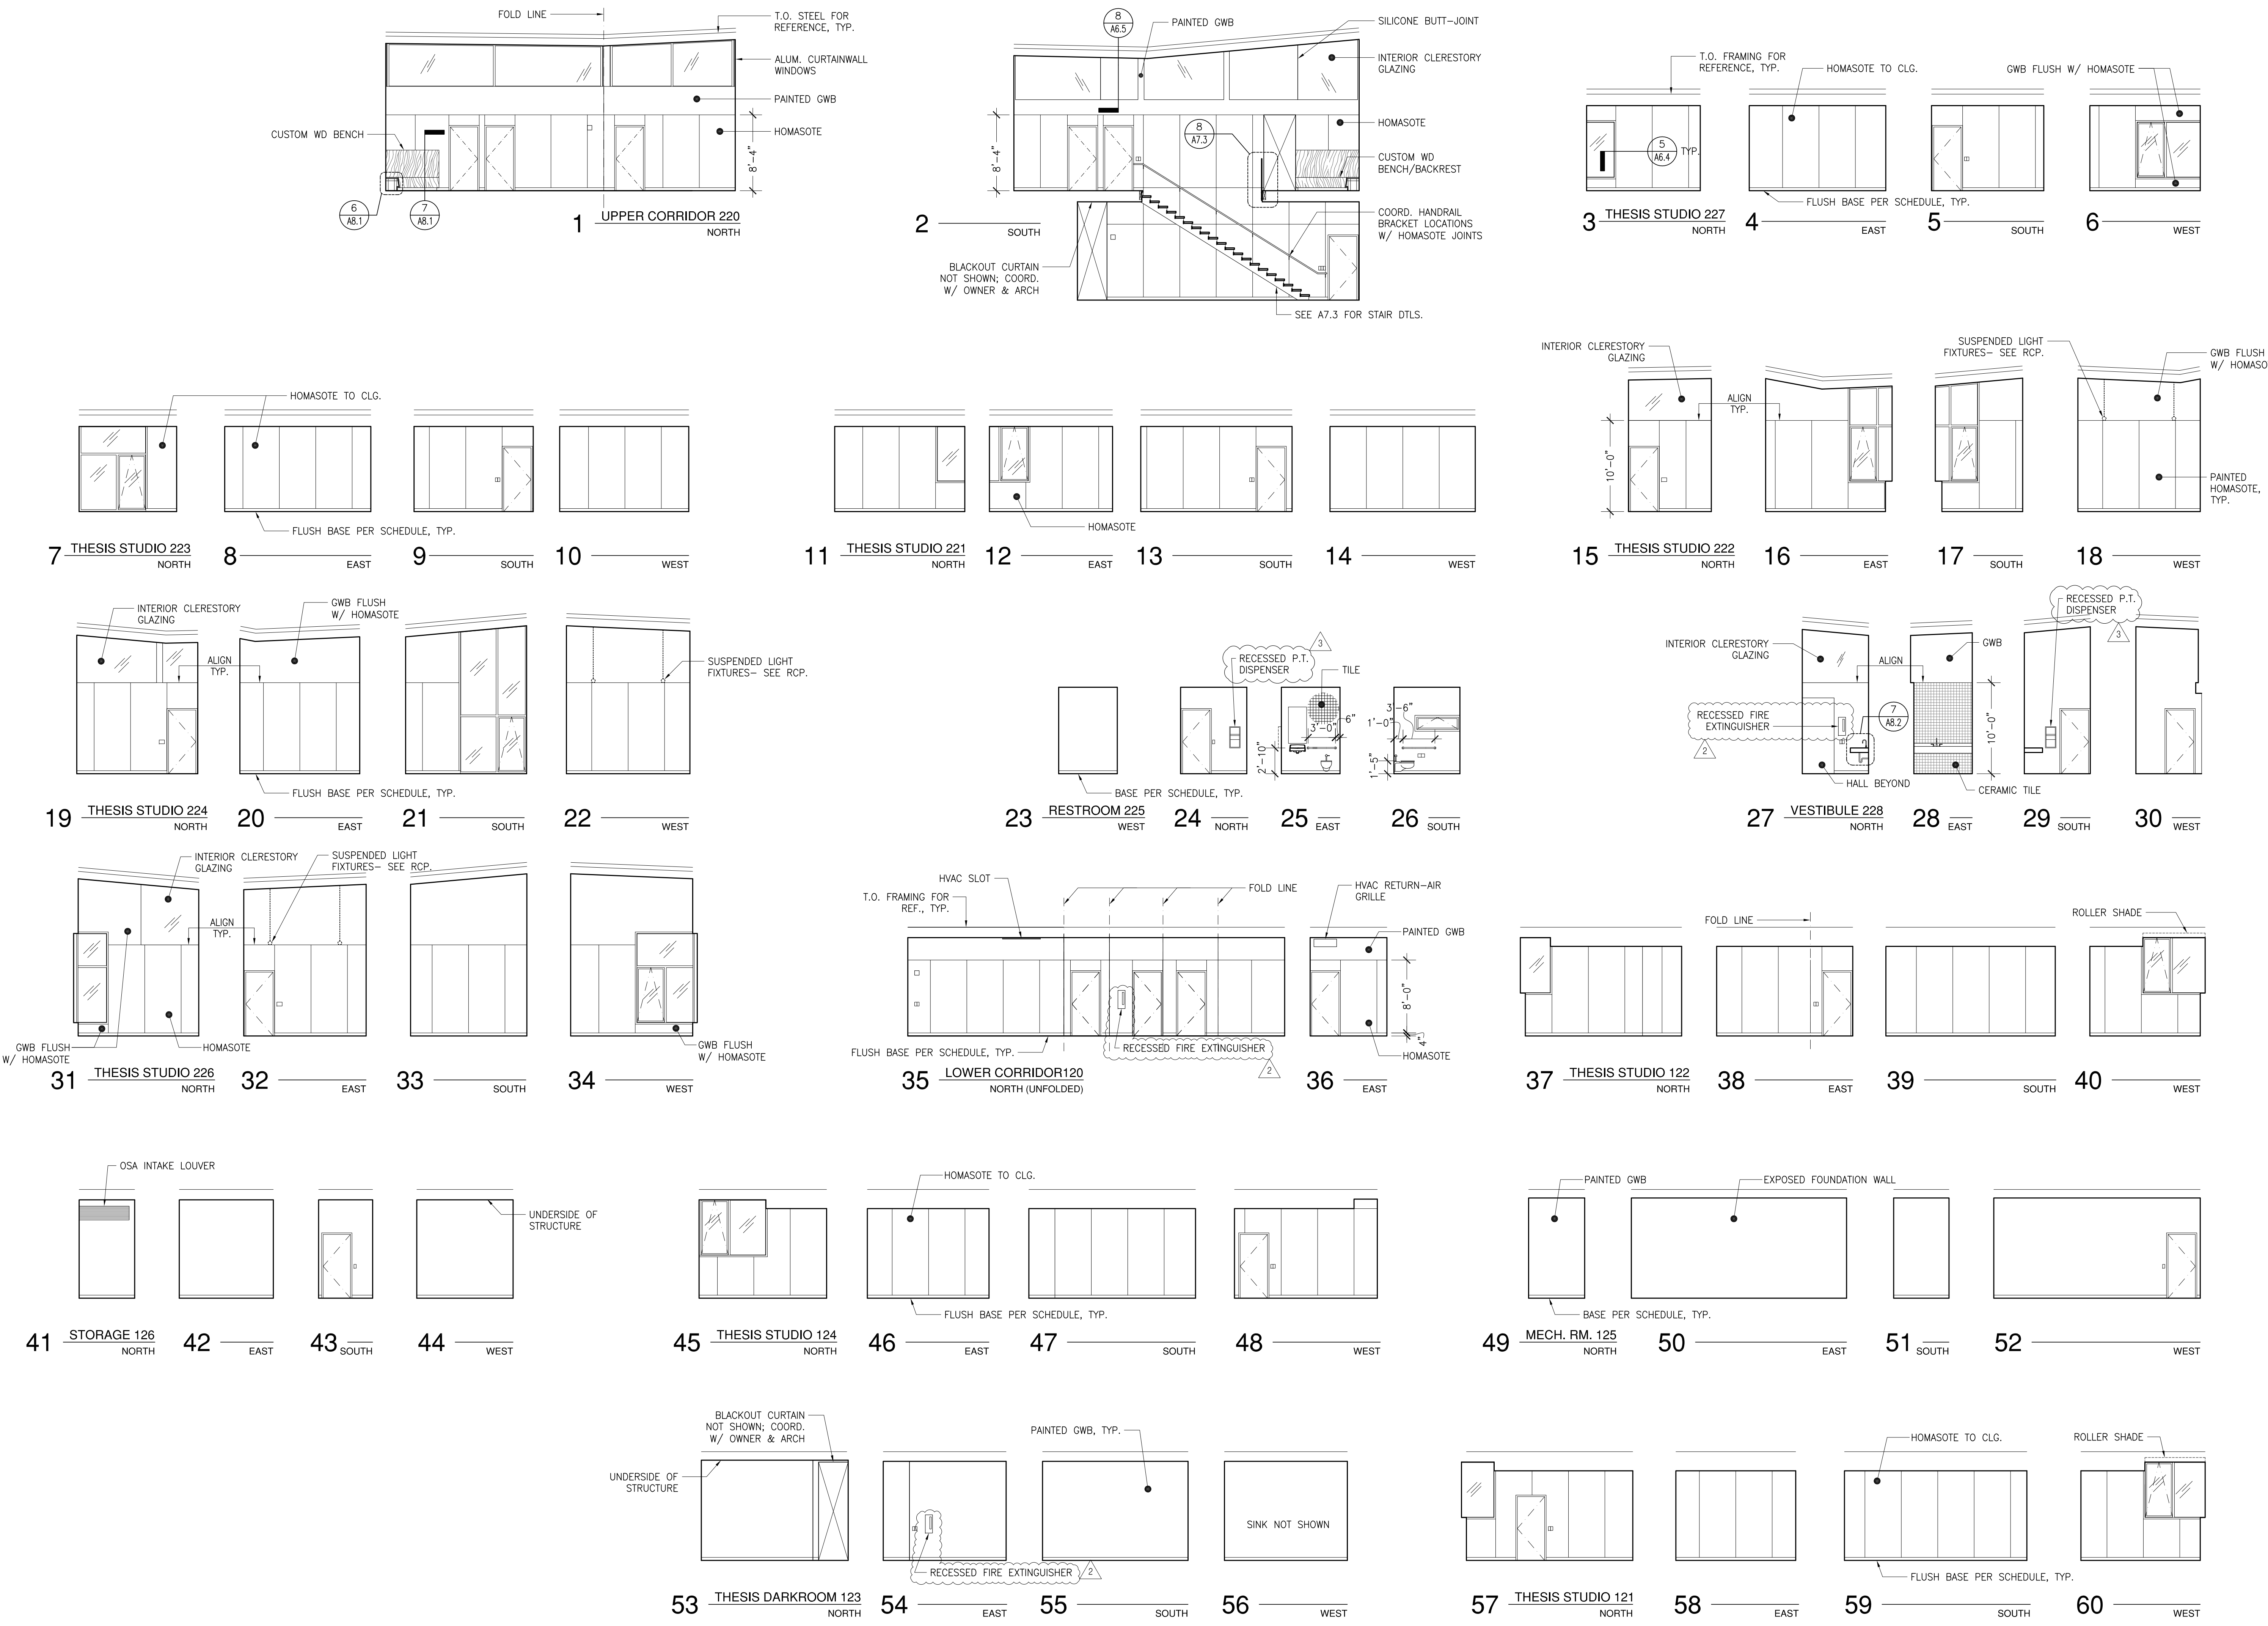 FOLD LINE
T.O. STEEL FOR
REFERENCE, TYP.
ALUM. CURTAINWALL
WINDOWS
PAINTED GWB
CUSTOM WD BENCH
HOMASOTE
8'-4"
6
A8.1
7
A8.1
1 UPPER CORRIDOR 220
NORTH
8
A6.5
PAINTED GWB
SILICONE BUTT-JOINT
INTERIOR CLERESTORY
GLAZING
8
A7.3
HOMASOTE
8'-4"
CUSTOM WD
BENCH/BACKREST
COORD. HANDRAIL
BRACKET LOCATIONS
W/ HOMASOTE JOINTS
2
SOUTH
BLACKOUT CURTAIN
NOT SHOWN; COORD.
W/ OWNER & ARCH
SEE A7.3 FOR STAIR DTLS.
T.O. FRAMING FOR
REFERENCE, TYP.
HOMASOTE TO CLG.
GWB FLUSH W/ HOMASOTE
5
A6.4
TYP.
FLUSH BASE PER SCHEDULE, TYP.
3 THESIS STUDIO 227
NORTH
4
EAST
5
SOUTH
6
WEST
HOMASOTE TO CLG.
FLUSH BASE PER SCHEDULE, TYP.
7 THESIS STUDIO 223
NORTH
8
EAST
9
SOUTH
10
WEST
HOMASOTE
11 THESIS STUDIO 221
NORTH
12
EAST
13
SOUTH
14
WEST
INTERIOR CLERESTORY
GLAZING
ALIGN
TYP.
SUSPENDED LIGHT
FIXTURES- SEE RCP.
GWB FLUSH
W/ HOMASO
10'-0"
PAINTED
HOMASOTE,
TYP.
15 THESIS STUDIO 222
NORTH
16
EAST
17
SOUTH
18
WEST
INTERIOR CLERESTORY
GLAZING
ALIGN
TYP.
GWB FLUSH
W/ HOMASOTE
SUSPENDED LIGHT
FIXTURES- SEE RCP.
FLUSH BASE PER SCHEDULE, TYP.
19 THESIS STUDIO 224
NORTH
20
EAST
21
SOUTH
22
WEST
3
RECESSED P.T.
DISPENSER
TILE
3'-0"
6"
2'-10"
3'-6"
1'-0"
1'-5"
BASE PER SCHEDULE, TYP.
23 RESTROOM 225
WEST
24
NORTH
25
EAST
26
SOUTH
INTERIOR CLERESTORY
GLAZING
ALIGN
GWB
RECESSED P.T.
DISPENSER
3
RECESSED FIRE
EXTINGUISHER
2
7
A8.2
10'-0"
HALL BEYOND
CERAMIC TILE
27 VESTIBULE 228
NORTH
28
EAST
29
SOUTH
30
WEST
INTERIOR CLERESTORY
GLAZING
SUSPENDED LIGHT
FIXTURES- SEE RCP.
ALIGN
TYP.
GWB FLUSH
W/ HOMASOTE
HOMASOTE
GWB FLUSH
W/ HOMASOTE
31 THESIS STUDIO 226
NORTH
32
EAST
33
SOUTH
34
WEST
HVAC SLOT
T.O. FRAMING FOR
REF., TYP.
FOLD LINE
HVAC RETURN-AIR
GRILLE
PAINTED GWB
8'-0"
4"
FLUSH BASE PER SCHEDULE, TYP.
RECESSED FIRE EXTINGUISHER
2
HOMASOTE
35 LOWER CORRIDOR120
NORTH (UNFOLDED)
36
EAST
FOLD LINE
ROLLER SHADE
37 THESIS STUDIO 122
NORTH
38
EAST
39
SOUTH
40
WEST
OSA INTAKE LOUVER
UNDERSIDE OF
STRUCTURE
41 STORAGE 126
NORTH
42
EAST
43
SOUTH
44
WEST
HOMASOTE TO CLG.
FLUSH BASE PER SCHEDULE, TYP.
45 THESIS STUDIO 124
NORTH
46
EAST
47
SOUTH
48
WEST
PAINTED GWB
EXPOSED FOUNDATION WALL
BASE PER SCHEDULE, TYP.
49 MECH. RM. 125
NORTH
50
EAST
51
SOUTH
52
WEST
BLACKOUT CURTAIN
NOT SHOWN; COORD.
W/ OWNER & ARCH
UNDERSIDE OF
STRUCTURE
PAINTED GWB, TYP.
SINK NOT SHOWN
RECESSED FIRE EXTINGUISHER
2
53 THESIS DARKROOM 123
NORTH
54
EAST
55
SOUTH
56
WEST
HOMASOTE TO CLG.
ROLLER SHADE
FLUSH BASE PER SCHEDULE, TYP.
57 THESIS STUDIO 121
NORTH
58
EAST
59
SOUTH
60
WEST